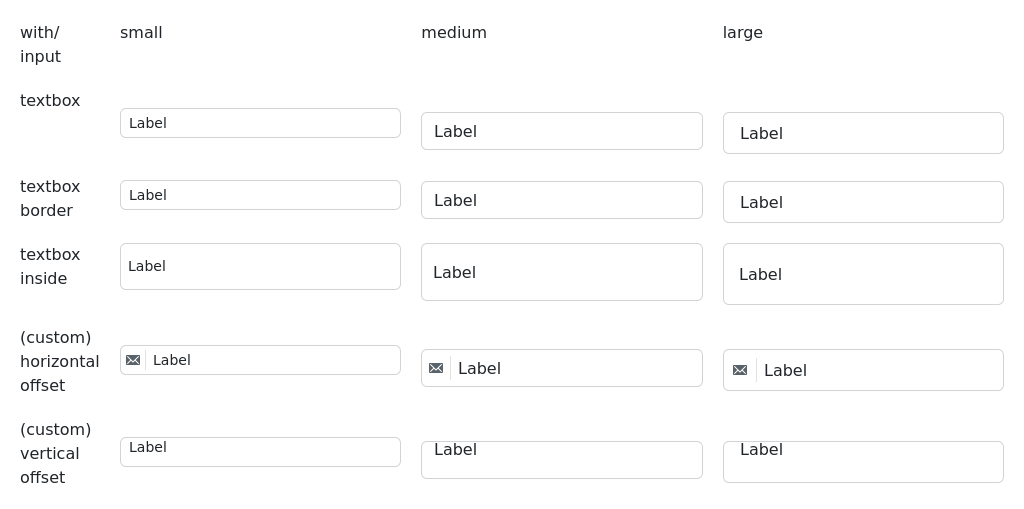 with/
input
small
medium
large
textbox
Label
Label
Label
textbox
border
Label
Label
Label
textbox
inside
Label
Label
Label
(custom)
horizontal
offset
Label
Label
Label
(custom)
vertical
offset
Label
Label
Label